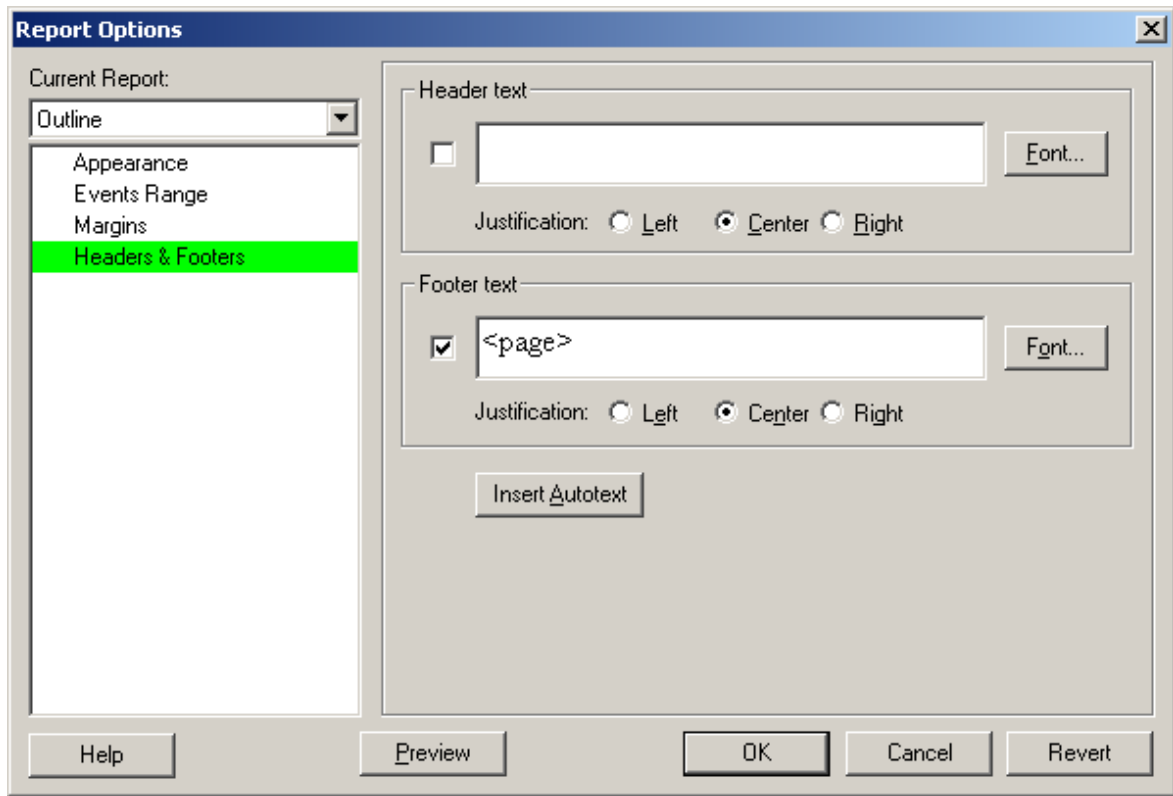 Report Options
Current Report:
Outline
Appearance
Events Range
Margins
Headers & Footers
Header text
Font...
Justification: Left Center Right
Footer text
<page>
Font...
Justification: Left Center Right
Insert Autotext
Help Preview OK Cancel Revert